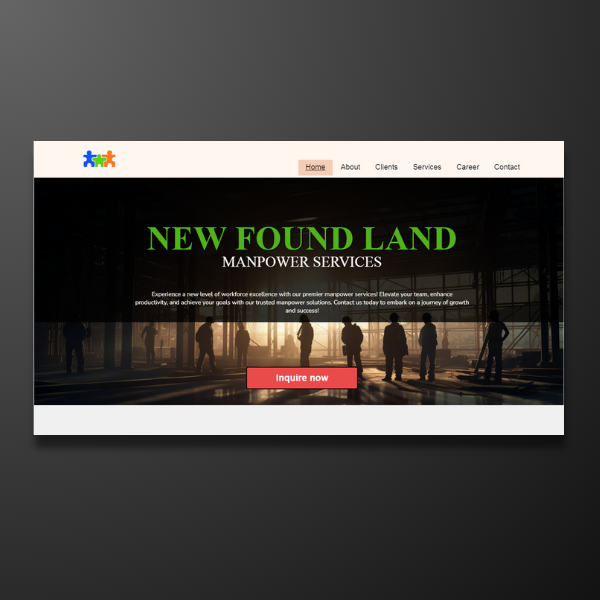 Home About Clients Services Career Contact
NEW FOUND LAND
MANPOWER SERVICES
Experience a new level of workforce excellence with our premier manpower services! Elevate your team, enhance
productivity, and achieve your goals with our trusted manpower solutions. Contact us today to embark on a journey of growth
and success!
Inquire now